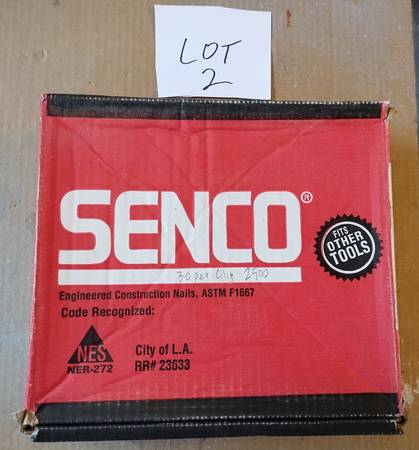 LOT
2
SENCO®
FITS
OTHER
TOOLS
30 per Clip 2500
Engineered Construction Nails, ASTM F1667
Code Recognized:
NES
NER-272
City of L.A.
RR# 23633